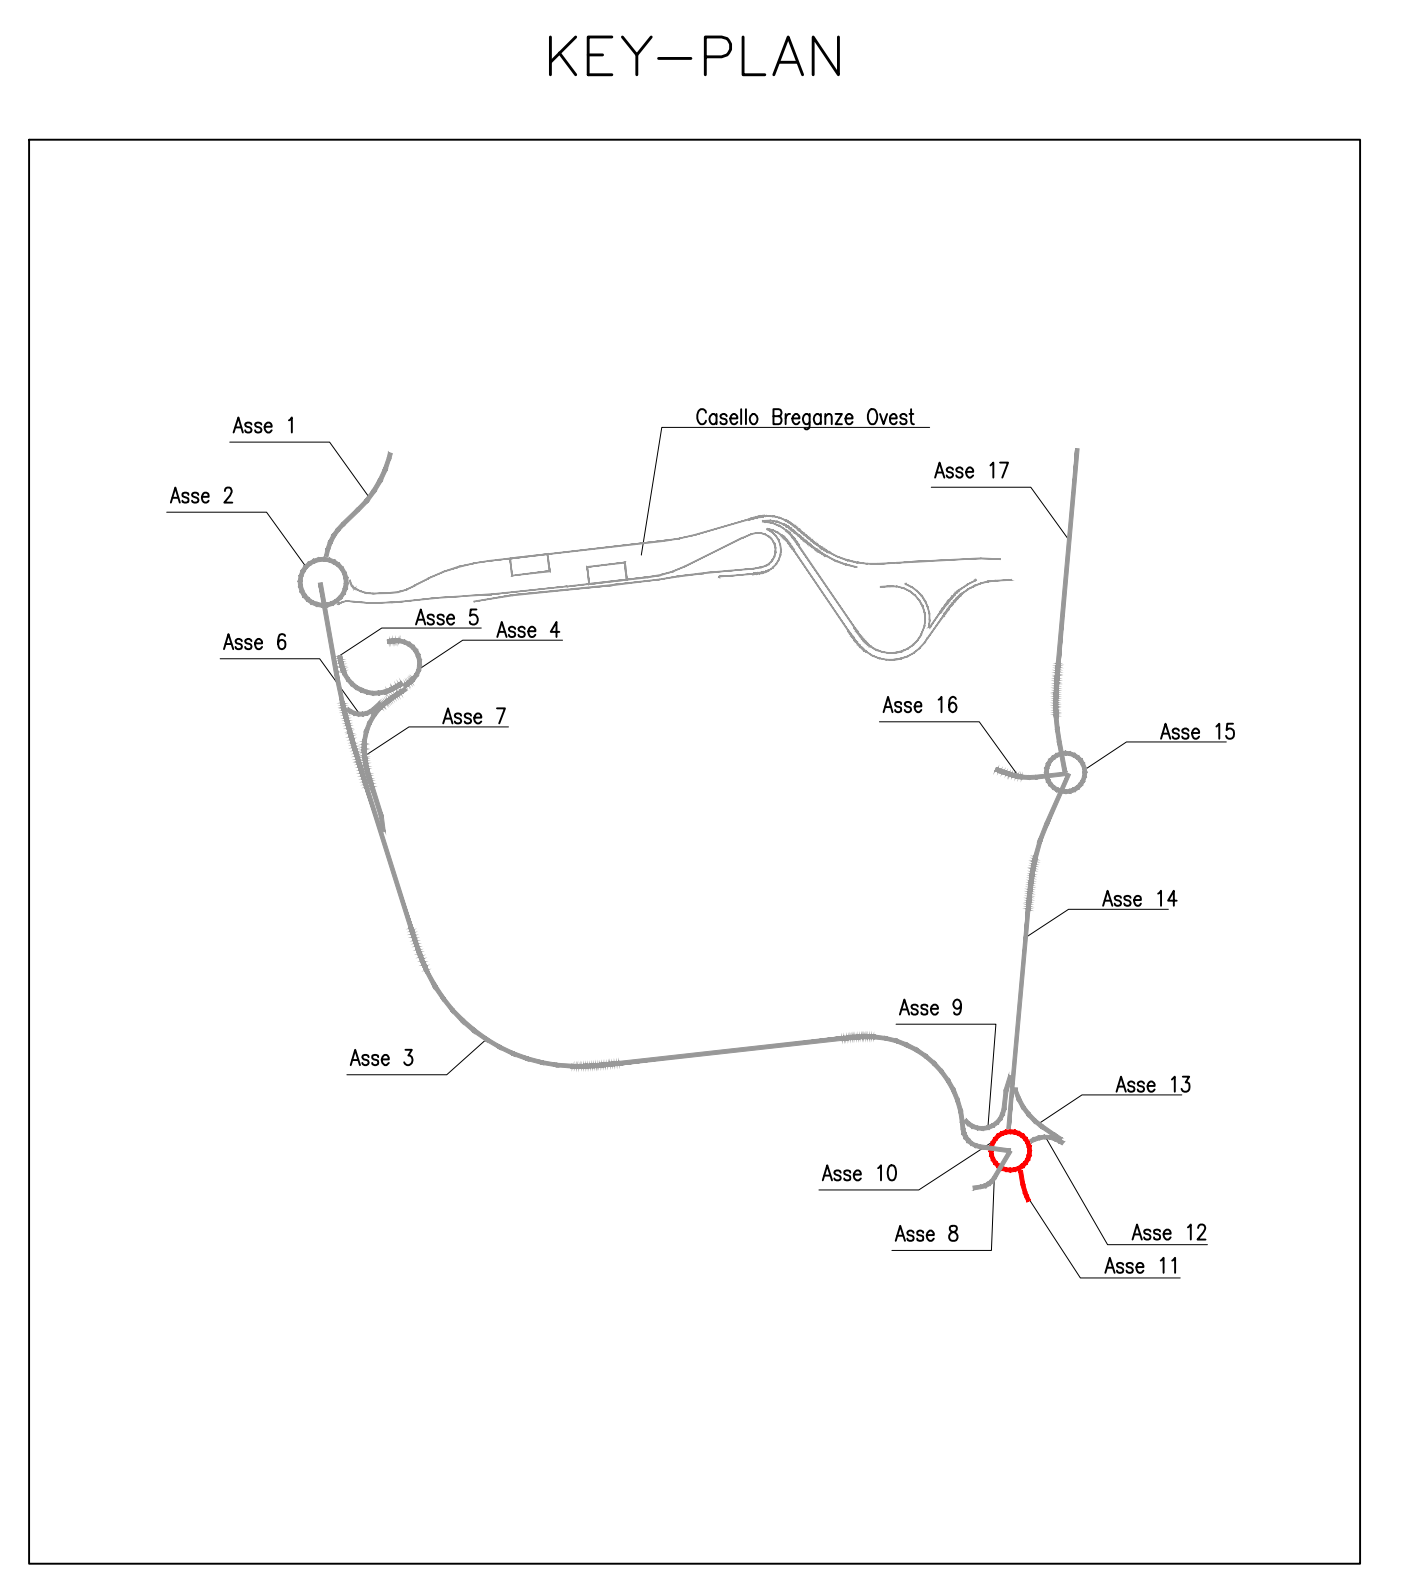 KEY-PLAN
Casello Breganze Ovest
Asse 1
Asse 17
Asse 2
Asse 5
Asse 4
Asse 6
Asse 16
Asse 7
Asse 15
Asse 14
Asse 9
Asse 3
Asse 13
Asse 10
Asse 8
Asse 12
Asse 11